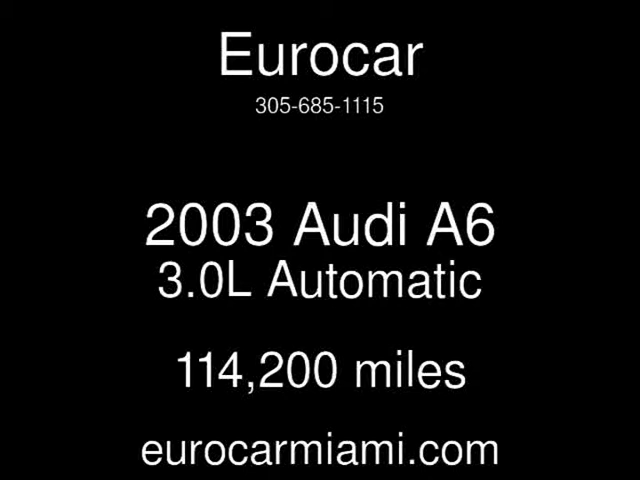 Eurocar
305-685-1115
2003 Audi A6
3.0L Automatic
114,200 miles
eurocarmiami.com